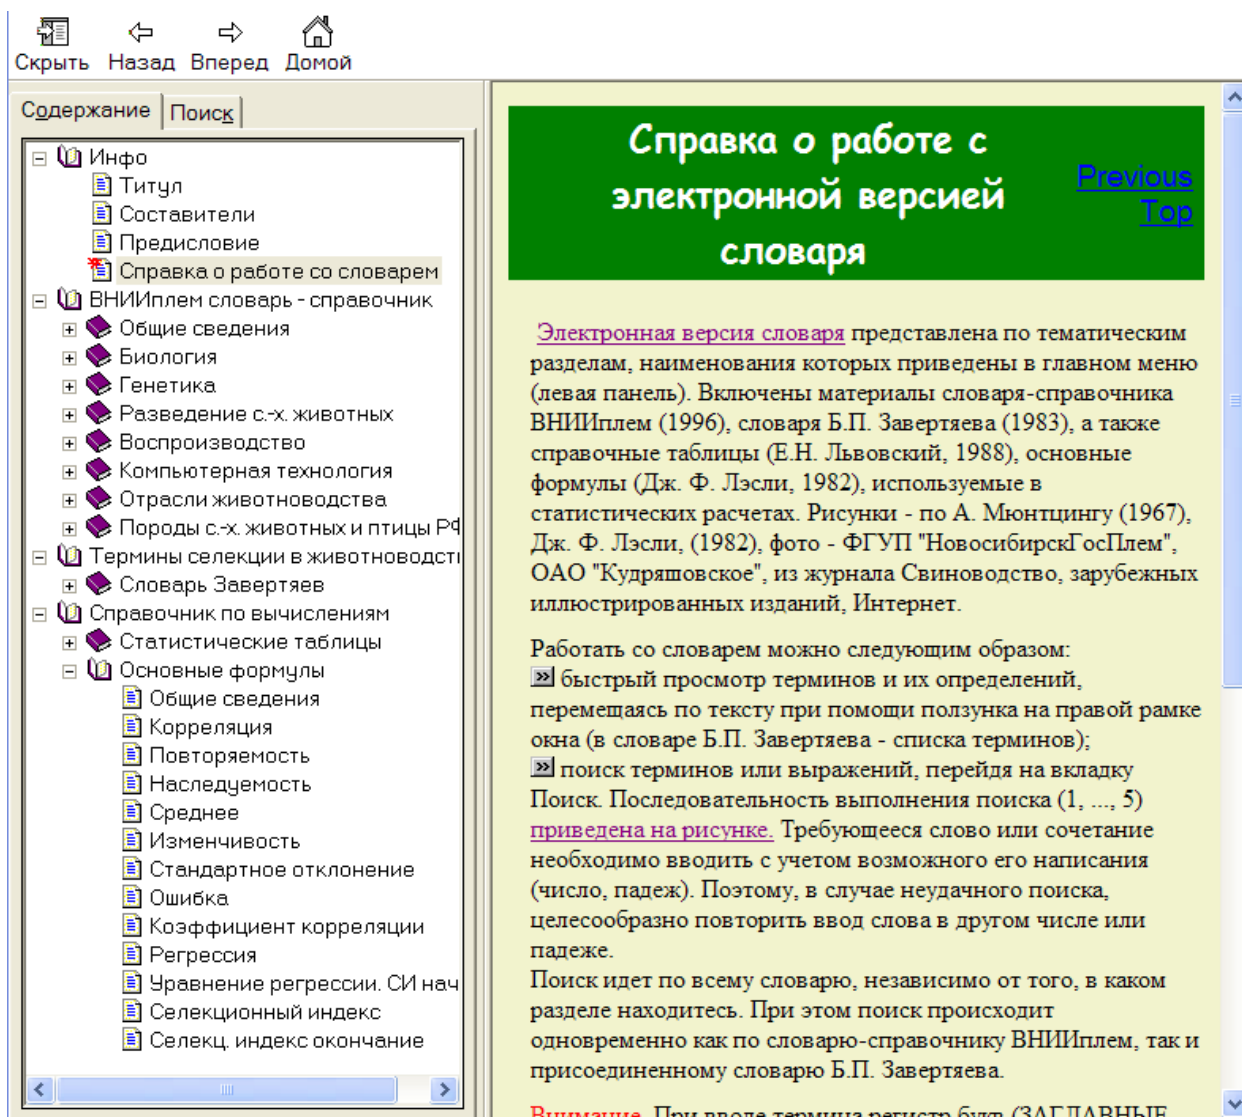 Скрыть Назад Вперед Домой
Содержание Поиск
Инфо
Титул
Составители
Предисловие
Справка о работе со словарем
ВНИИплем словарь - справочник
Общие сведения
Биология
Генетика
Разведение с.-х. животных
Воспроизводство
Компьютерная технология
Отрасли животноводства
Породы с.-х. животных и птицы РФ
Термины селекции в животноводсті
Словарь Завертяев
Справочник по вычислениям
Статистические таблицы
Основные формулы
Общие сведения
Корреляция
Повторяемость
Наследуемость
Среднее
Изменчивость
Стандартное отклонение
Ошибка
Коэффициент корреляции
Регрессия
Уравнение регрессии. СИ нач
Селекционный индекс
Селекц. индекс окончание
Справка о работе с
электронной версией
словаря
Previous
Top
Электронная версия словаря представлена по тематическим
разделам, наименования которых приведены в главном меню
(левая панель). Включены материалы словаря-справочника
ВНИИплем (1996), словаря Б.П. Завертяева (1983), а также
справочные таблицы (Е.Н. Львовский, 1988), основные
формулы (Дж. Ф. Лэсли, 1982), используемые в
статистических расчетах. Рисунки - по А. Мюнтцингу (1967),
Дж. Ф. Лэсли, (1982), фото - ФГУП "НовосибирскГосПлем",
ОАО "Кудряшовское", из журнала Свиноводство, зарубежных
иллюстрированных изданий, Интернет.
Работать со словарем можно следующим образом:
» быстрый просмотр терминов и их определений,
перемещаясь по тексту при помощи ползунка на правой рамке
окна (в словаре Б.П. Завертяева - списка терминов);
» поиск терминов или выражений, перейдя на вкладку
Поиск. Последовательность выполнения поиска (1, ..., 5)
приведена на рисунке. Требующееся слово или сочетание
необходимо вводить с учетом возможного его написания
(число, падеж). Поэтому, в случае неудачного поиска,
целесообразно повторить ввод слова в другом числе или
падеже.
Поиск идет по всему словарю, независимо от того, в каком
разделе находитесь. При этом поиск происходит
одновременно как по словарю-справочнику ВНИИплем, так и
присоединенному словарю Б.П. Завертяева.
Внимание. При вводе термина регистр букв (ЗАГЛАВНЫЕ